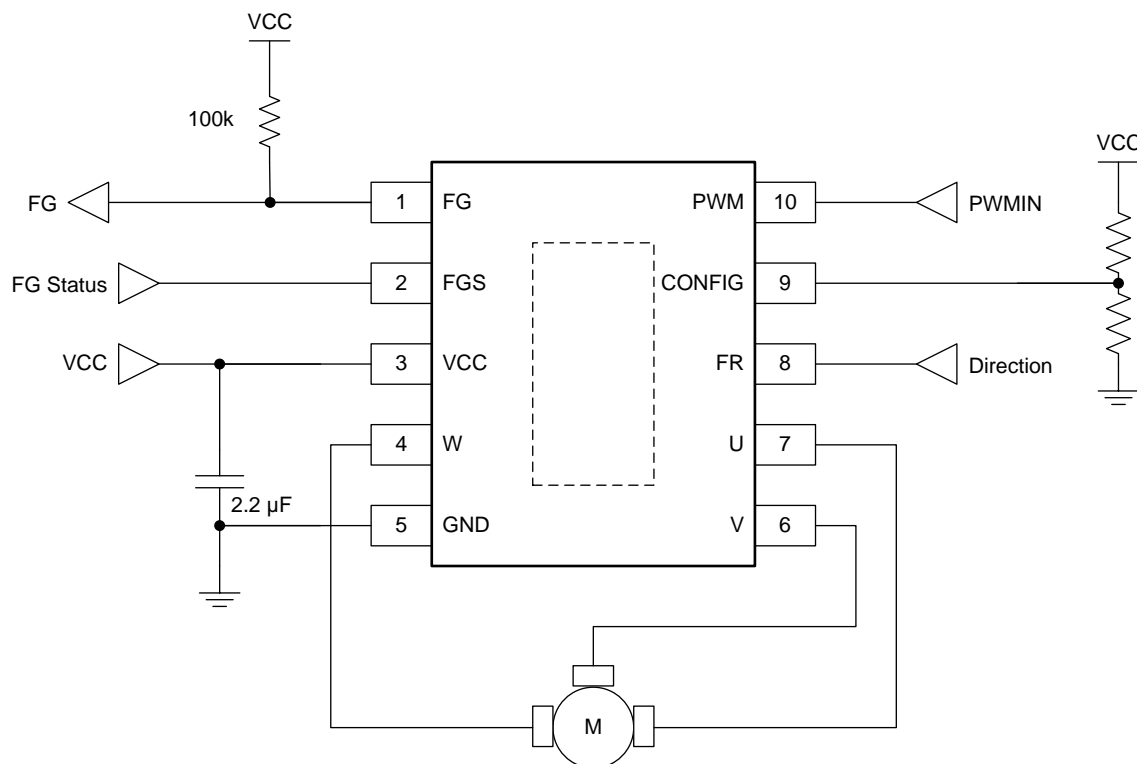 VCC
100k
VCC
FG
1
FG
PWM
10
PWMIN
FG Status
2
FGS
CONFIG
9
VCC
3
VCC
FR
8
Direction
4
W
U
7
2.2 µF
5
GND
V
6
M